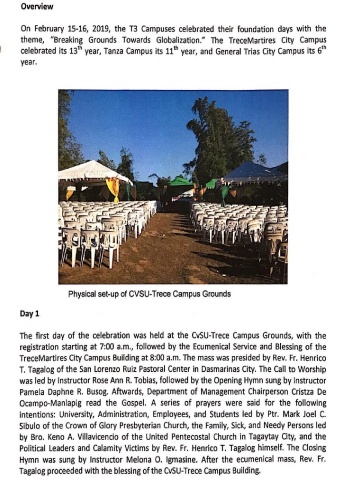 Overview
On February 15-16, 2019, the T3 Campuses celebrated their foundation days with the
theme, "Breaking Grounds Towards Globalization." The TreceMartires City Campus
celebrated its 13th year, Tanza Campus its 11th year, and General Trias City Campus its 6th
year.
Physical set-up of CVSU-Trece Campus Grounds
Day 1
The first day of the celebration was held at the CvSU-Trece Campus Grounds, with the
registration starting at 7:00 a.m., followed by the Ecumenical Service and Blessing of the
TreceMartires City Campus Building at 8:00 a.m. The mass was presided by Rev. Fr. Henrico
T. Tagalog of the San Lorenzo Ruiz Pastoral Center in Dasmarinas City. The Call to Worship
was led by Instructor Rose Ann R. Tobias, followed by the Opening Hymn sung by Instructor
Pamela Daphne R. Busog. Aftwards, Department of Management Chairperson Crista De
Ocampo-Manlapig read the Gospel. A series of prayers were said for the following
intentions: University, Administration, Employees, and Students led by Ptr. Mark Joel C.
Sibulo of the Crown of Glory Presbyterian Church, the Family, Sick, and Needy Persons led
by Bro. Keno A. Villavicencio of the United Pentecostal Church in Tagaytay City, and the
Political Leaders and Calamity Victims by Rev. Fr. Henrico T. Tagalog himself. The Closing
Hymn was sung by Instructor Melona O. Igmasine. After the ecumenical mass, Rev. Fr.
Tagalog proceeded with the blessing of the CvSU-Trece Campus Building.